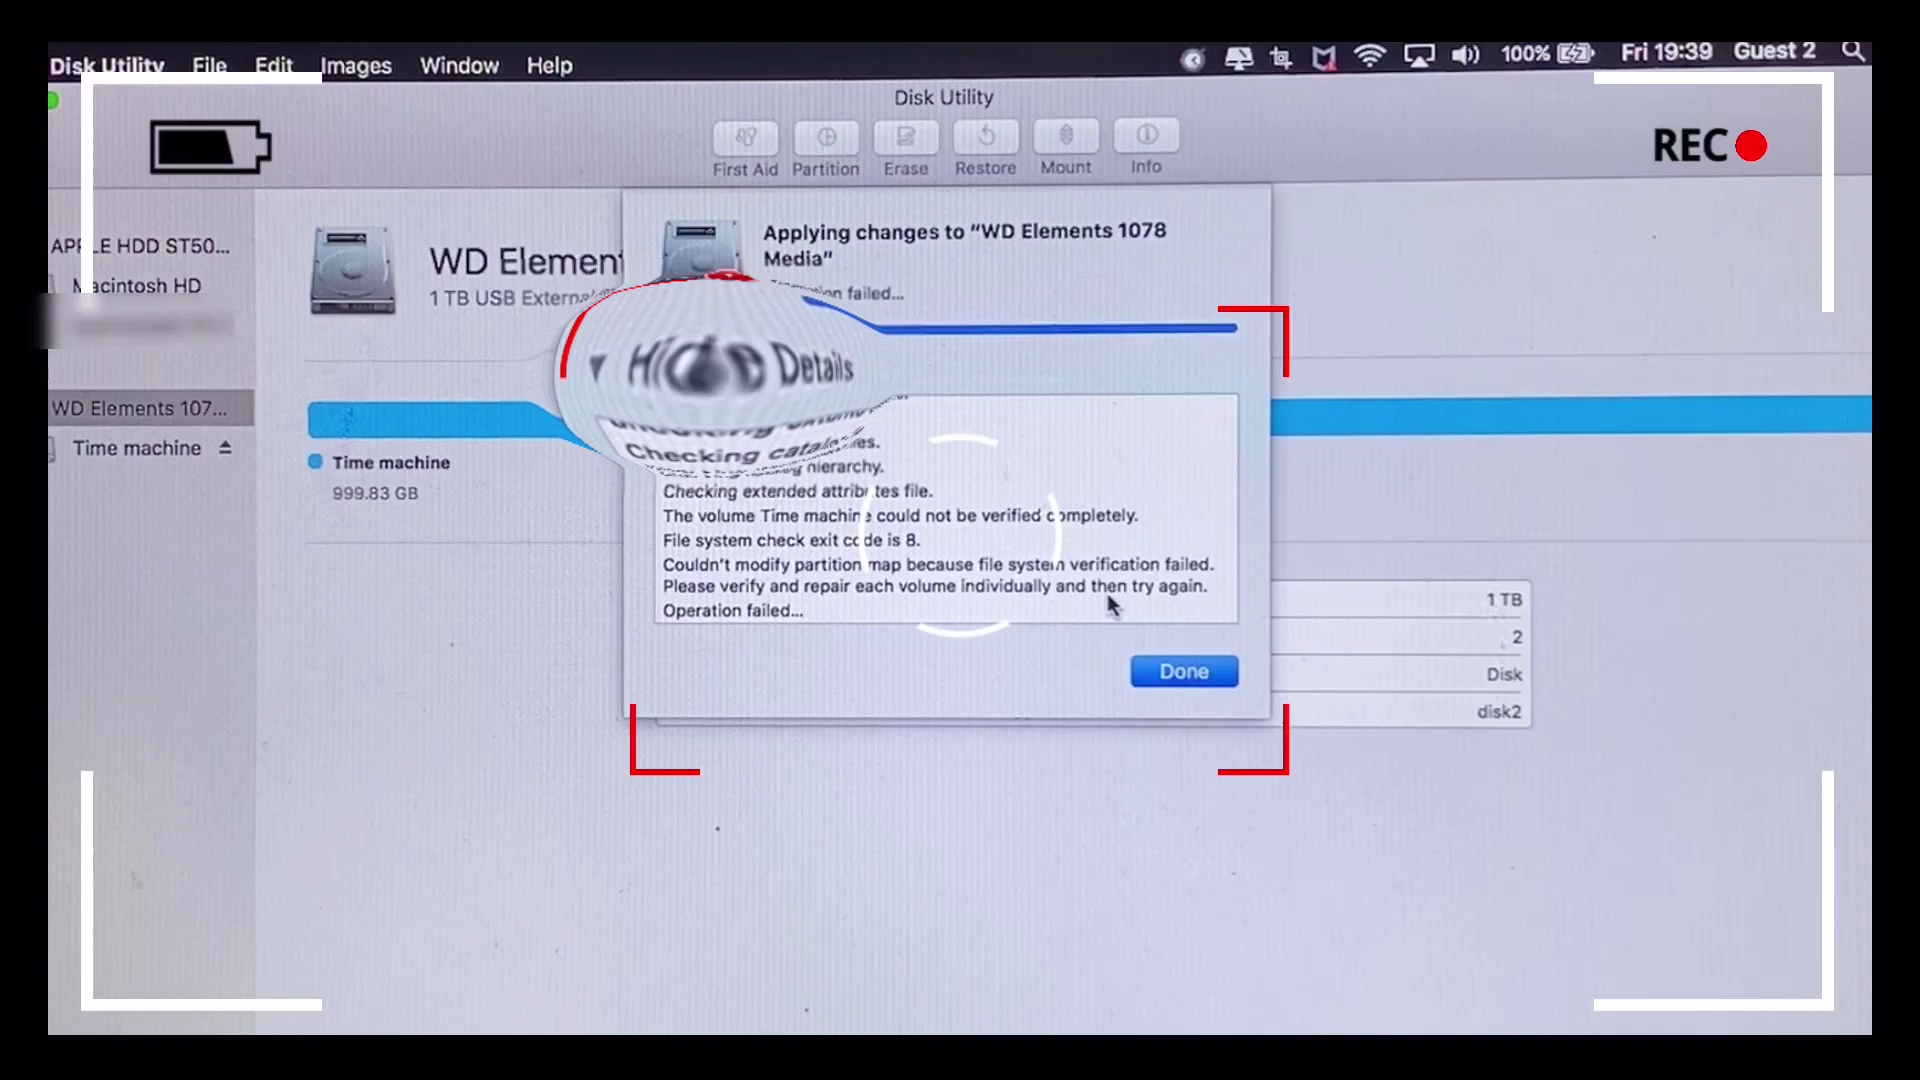 Disk Utility File Edit Images Window Help 100% Fri 19:39 Guest 2
Disk Utility
REC
First Aid Partition Erase Restore Mount Info
APPLE HDD ST50...
Macintosh HD
WD Elements 107...
Time machine
WD Element
1 TB USB Externa
Time machine
999.83 GB
Applying changes to “WD Elements 1078
Media”
failed...
Details
Checking
hierarchy.
Checking extended attributes file.
The volume Time machine could not be verified completely.
File system check exit code is 8.
Couldn't modify partition map because file system verification failed.
Please verify and repair each volume individually and then try again.
Operation failed...
Done
1 TB
2
Disk
disk2